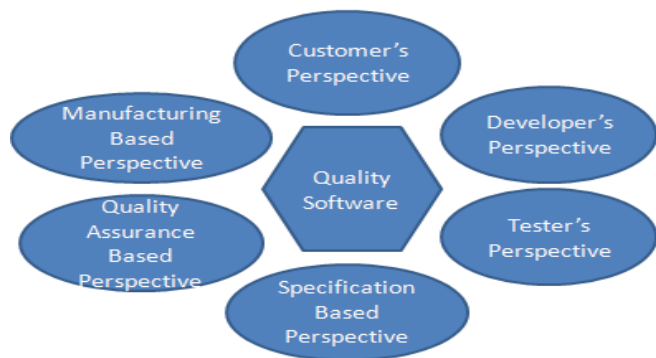 Customer's
Perspective
Manufacturing
Based
Perspective
Developer's
Perspective
Quality
Software
Quality
Assurance
Based
Perspective
Tester's
Perspective
Specification
Based
Perspective